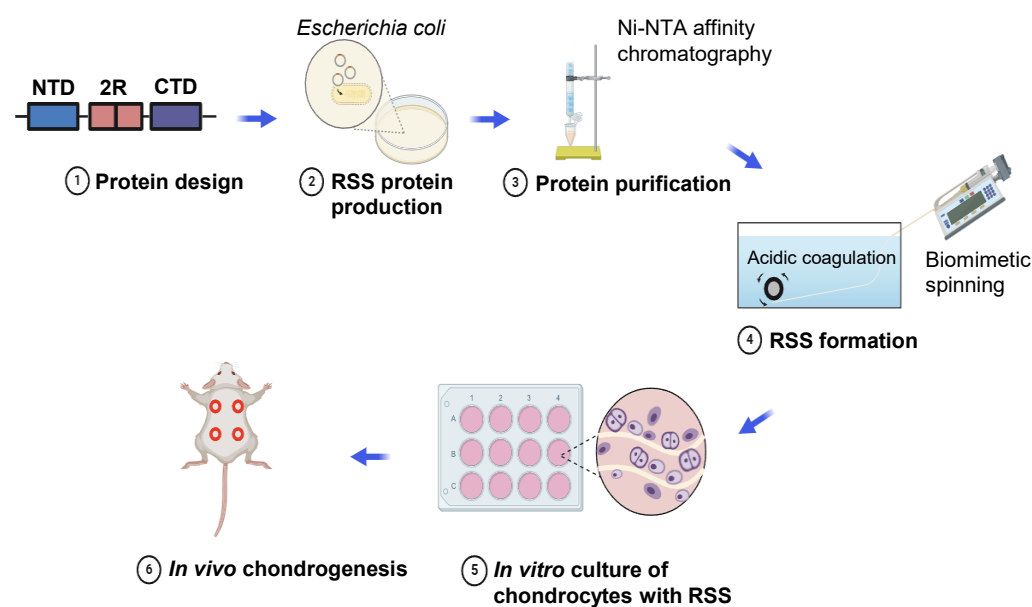 NTD 2R CTD
1 Protein design
Escherichia coli
2 RSS protein
production
Ni-NTA affinity
chromatography
3 Protein purification
Acidic coagulation
Biomimetic
spinning
4 RSS formation
1 2 3 4
A
B
C
5 In vitro culture of
chondrocytes with RSS
6 In vivo chondrogenesis